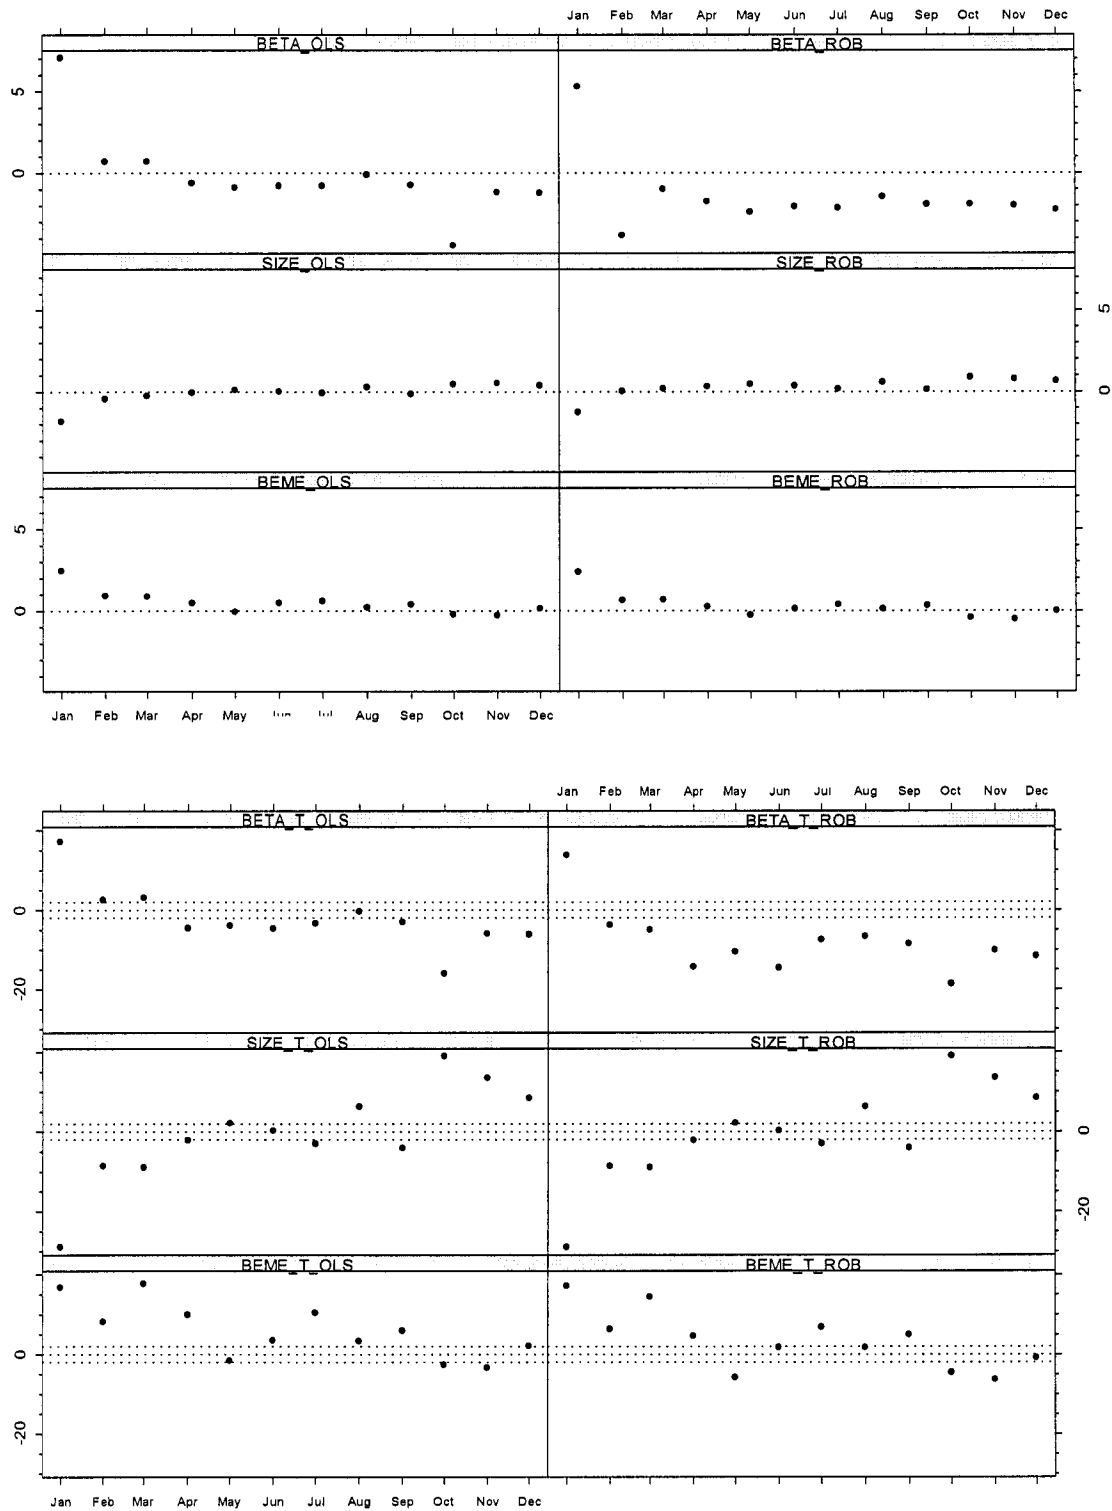 Jan Feb Mar Apr May Jun Jul Aug Sep Oct Nov Dec
BETA_OLS BETA_ROB
5
0
SIZE_OLS SIZE_ROB
5
0
BEME_OLS BEME_ROB
5
0
Jan Feb Mar Apr May Aug Sep Oct Nov Dec
Jan Feb Mar Apr May Jun Jul Aug Sep Oct Nov Dec
BETA_T_OLS BETA_T_ROB
0
-20
SIZE_T_OLS SIZE_T_ROB
0
-20
BEME_T_OLS BEME_T_ROB
0
-20
Jan Feb Mar Apr May Jun Jul Aug Sep Oct Nov Dec